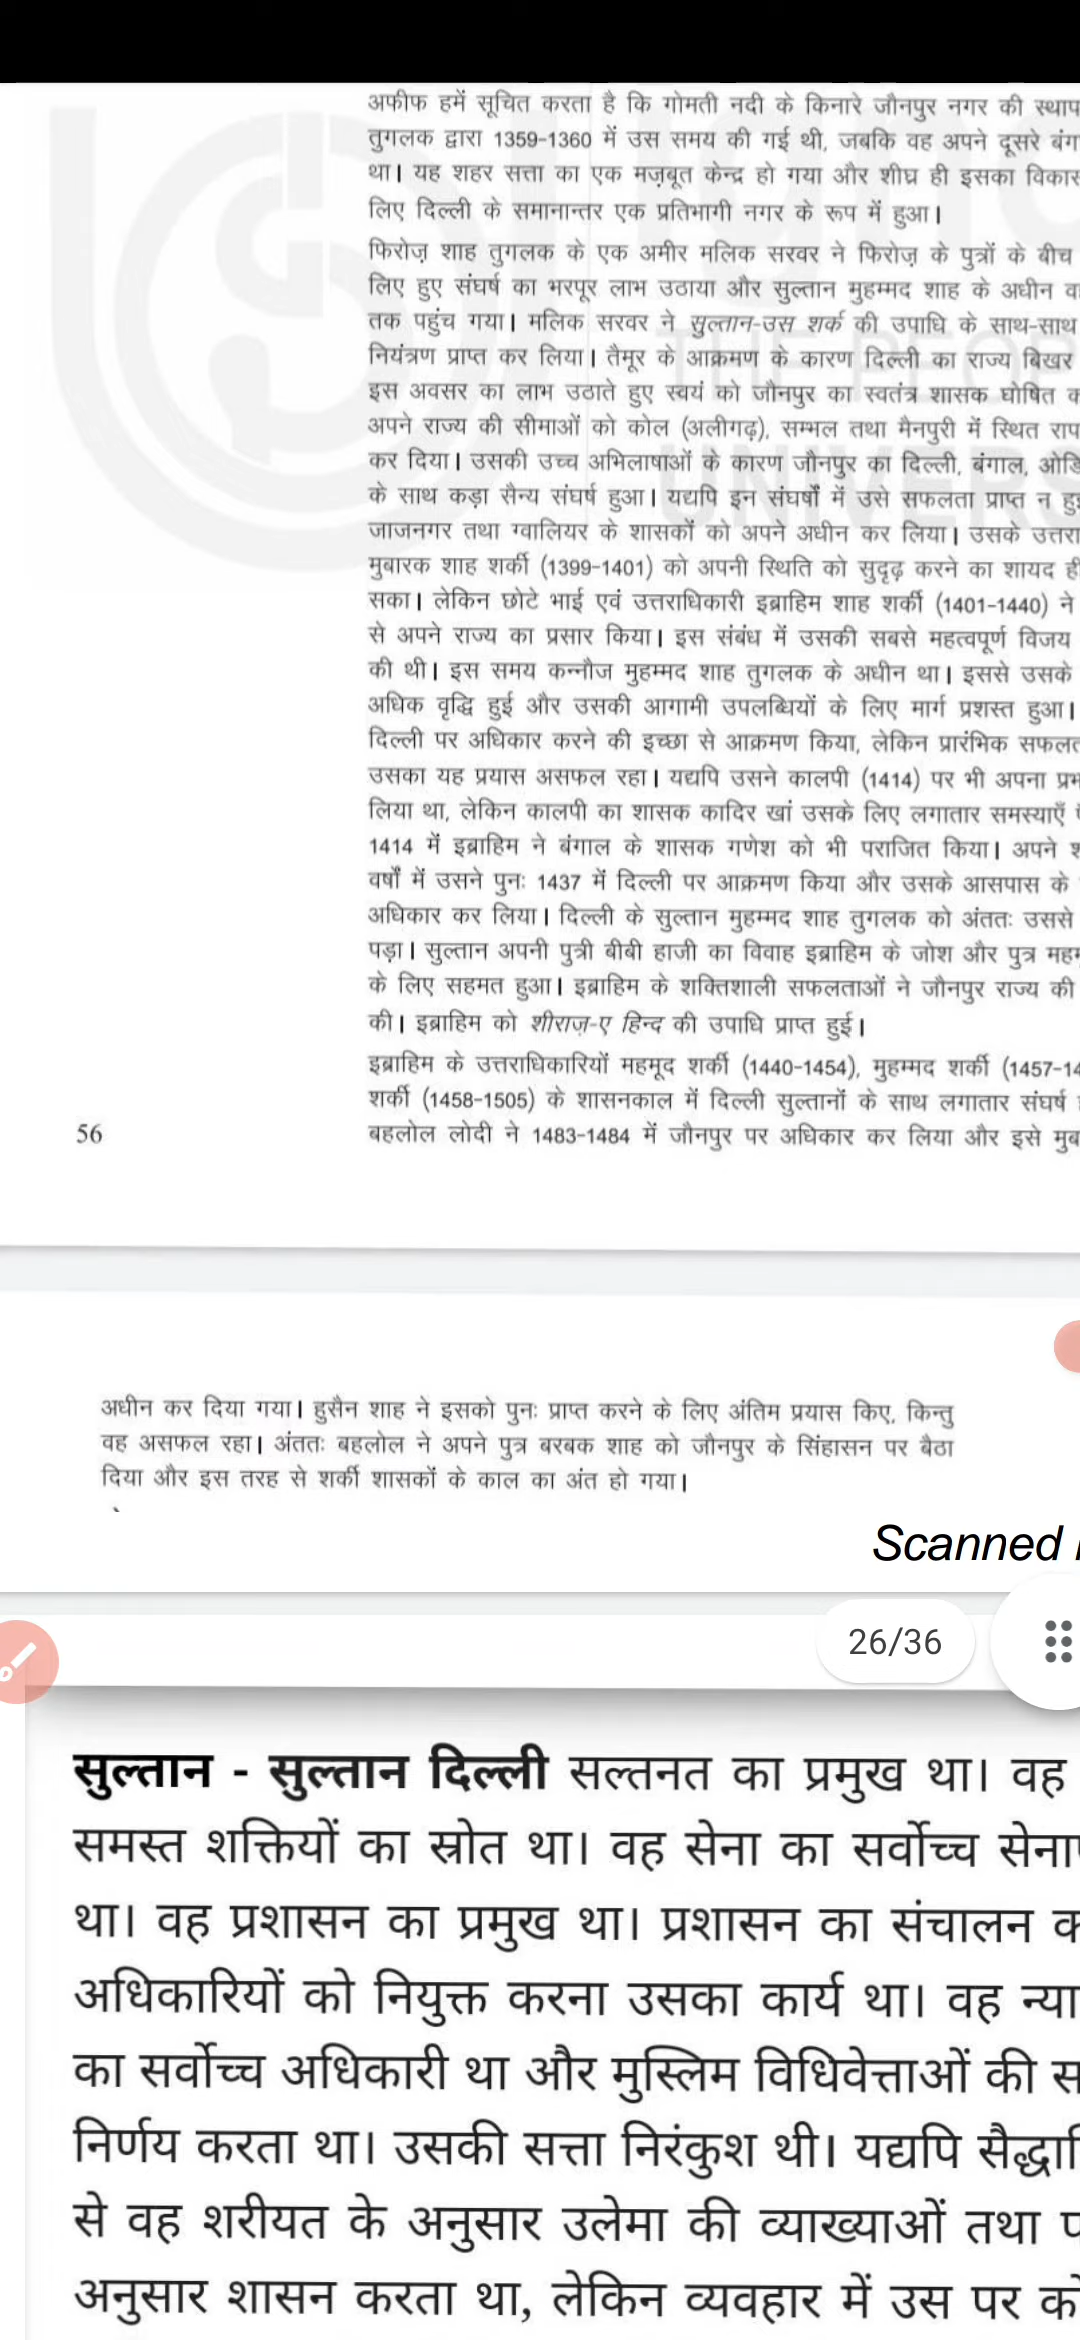 अफीफ हमें सूचित करता है कि गोमती नदी के किनारे जौनपुर नगर की स्थाप
तुगलक द्वारा 1359-1360 में उस समय की गई थी, जबकि वह अपने दूसरे बंग
था। यह शहर सत्ता का एक मज़बूत केन्द्र हो गया और शीघ्र ही इसका विकास
लिए दिल्ली के समानान्तर एक प्रतिभागी नगर के रूप में हुआ।
फिरोज़ शाह तुगलक के एक अमीर मलिक सरवर ने फिरोज़ के पुत्रों के बीच
लिए हुए संघर्ष का भरपूर लाभ उठाया और सुल्तान मुहम्मद शाह के अधीन व
तक पहुंच गया। मलिक सरवर ने सुल्तान-उस शर्क की उपाधि के साथ-साथ
नियंत्रण प्राप्त कर लिया। तैमूर के आक्रमण के कारण दिल्ली का राज्य बिखर
इस अवसर का लाभ उठाते हुए स्वयं को जौनपुर का स्वतंत्र शासक घोषित क
अपने राज्य की सीमाओं को कोल (अलीगढ़), सम्भल तथा मैनपुरी में स्थित राप
कर दिया। उसकी उच्च अभिलाषाओं के कारण जौनपुर का दिल्ली, बंगाल, ओडि
के साथ कड़ा सैन्य संघर्ष हुआ। यद्यपि इन संघर्षों में उसे सफलता प्राप्त न हु
जाजनगर तथा ग्वालियर के शासकों को अपने अधीन कर लिया। उसके उत्तरा
मुबारक शाह शर्की (1399-1401) को अपनी स्थिति को सुदृढ़ करने का शायद ही
सका। लेकिन छोटे भाई एवं उत्तराधिकारी इब्राहिम शाह शर्की (1401-1440) ने
से अपने राज्य का प्रसार किया। इस संबंध में उसकी सबसे महत्वपूर्ण विजय
की थी। इस समय कन्नौज मुहम्मद शाह तुगलक के अधीन था। इससे उसके
अधिक वृद्धि हुई और उसकी आगामी उपलब्धियों के लिए मार्ग प्रशस्त हुआ।
दिल्ली पर अधिकार करने की इच्छा से आक्रमण किया, लेकिन प्रारंभिक सफलत
उसका यह प्रयास असफल रहा। यद्यपि उसने कालपी (1414) पर भी अपना प्रभ
लिया था, लेकिन कालपी का शासक कादिर खां उसके लिए लगातार समस्याएँ
1414 में इब्राहिम ने बंगाल के शासक गणेश को भी पराजित किया। अपने श
वर्षों में उसने पुनः 1437 में दिल्ली पर आक्रमण किया और उसके आसपास के
अधिकार कर लिया। दिल्ली के सुल्तान मुहम्मद शाह तुगलक को अंततः उससे
पड़ा। सुल्तान अपनी पुत्री बीबी हाजी का विवाह इब्राहिम के जोश और पुत्र महम
के लिए सहमत हुआ। इब्राहिम के शक्तिशाली सफलताओं ने जौनपुर राज्य की
की। इब्राहिम को शीराज़-ए हिन्द की उपाधि प्राप्त हुई।
इब्राहिम के उत्तराधिकारियों महमूद शर्की (1440-1454), मुहम्मद शर्की (1457-14
शर्की (1458-1505) के शासनकाल में दिल्ली सुल्तानों के साथ लगातार संघर्ष
56 बहलोल लोदी ने 1483-1484 में जौनपुर पर अधिकार कर लिया और इसे मुब
अधीन कर दिया गया। हुसैन शाह ने इसको पुनः प्राप्त करने के लिए अंतिम प्रयास किए, किन्तु
वह असफल रहा। अंततः बहलोल ने अपने पुत्र बरबक शाह को जौनपुर के सिंहासन पर बैठा
दिया और इस तरह से शर्की शासकों के काल का अंत हो गया।
Scanned
26/36
सुल्तान - सुल्तान दिल्ली सल्तनत का प्रमुख था। वह
समस्त शक्तियों का स्रोत था। वह सेना का सर्वोच्च सेना
था। वह प्रशासन का प्रमुख था। प्रशासन का संचालन क
अधिकारियों को नियुक्त करना उसका कार्य था। वह न्या
का सर्वोच्च अधिकारी था और मुस्लिम विधिवेत्ताओं की स
निर्णय करता था। उसकी सत्ता निरंकुश थी। यद्यपि सैद्धा
से वह शरीयत के अनुसार उलेमा की व्याख्याओं तथा प
अनुसार शासन करता था, लेकिन व्यवहार में उस पर को